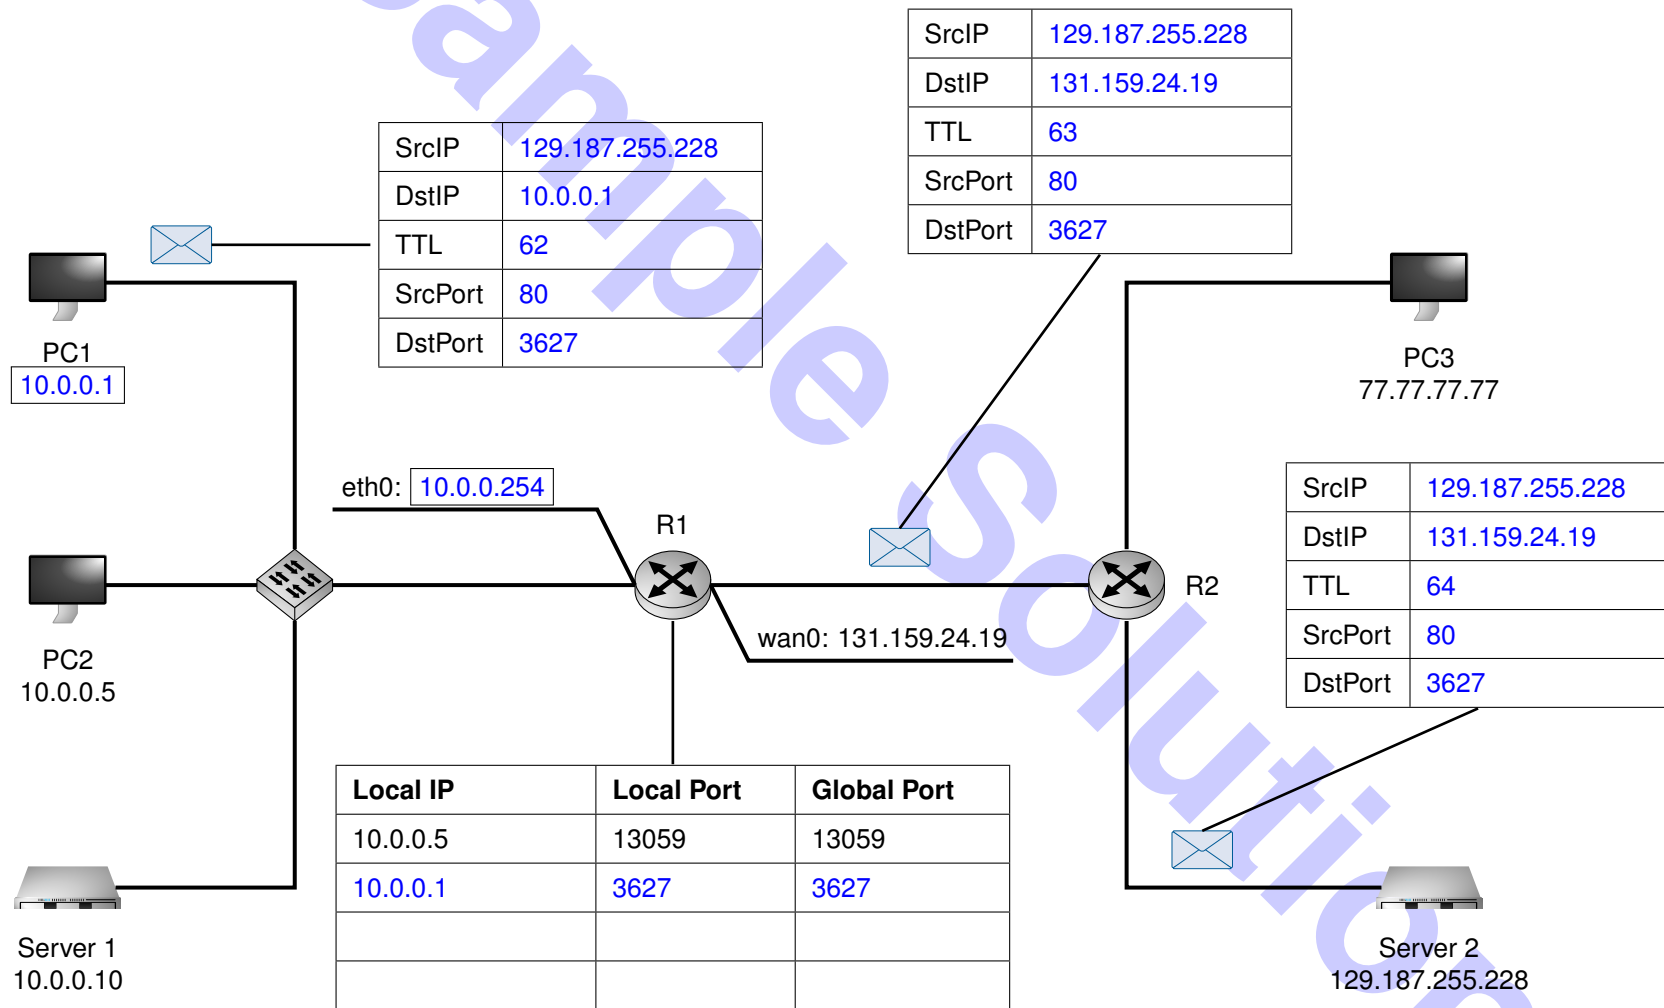 SrcIP 129.187.255.228
DstIP 131.159.24.19
TTL 63
SrcPort 80
DstPort 3627
SrcIP 129.187.255.228
DstIP 10.0.0.1
TTL 62
SrcPort 80
DstPort 3627
PC1
10.0.0.1
PC3
77.77.77.77
eth0: 10.0.0.254
R1
R2
wan0: 131.159.24.19
SrcIP 129.187.255.228
DstIP 131.159.24.19
TTL 64
SrcPort 80
DstPort 3627
PC2
10.0.0.5
Local IP Local Port Global Port
10.0.0.5 13059 13059
10.0.0.1 3627 3627
Server 1
10.0.0.10
Server 2
129.187.255.228
ample Solution